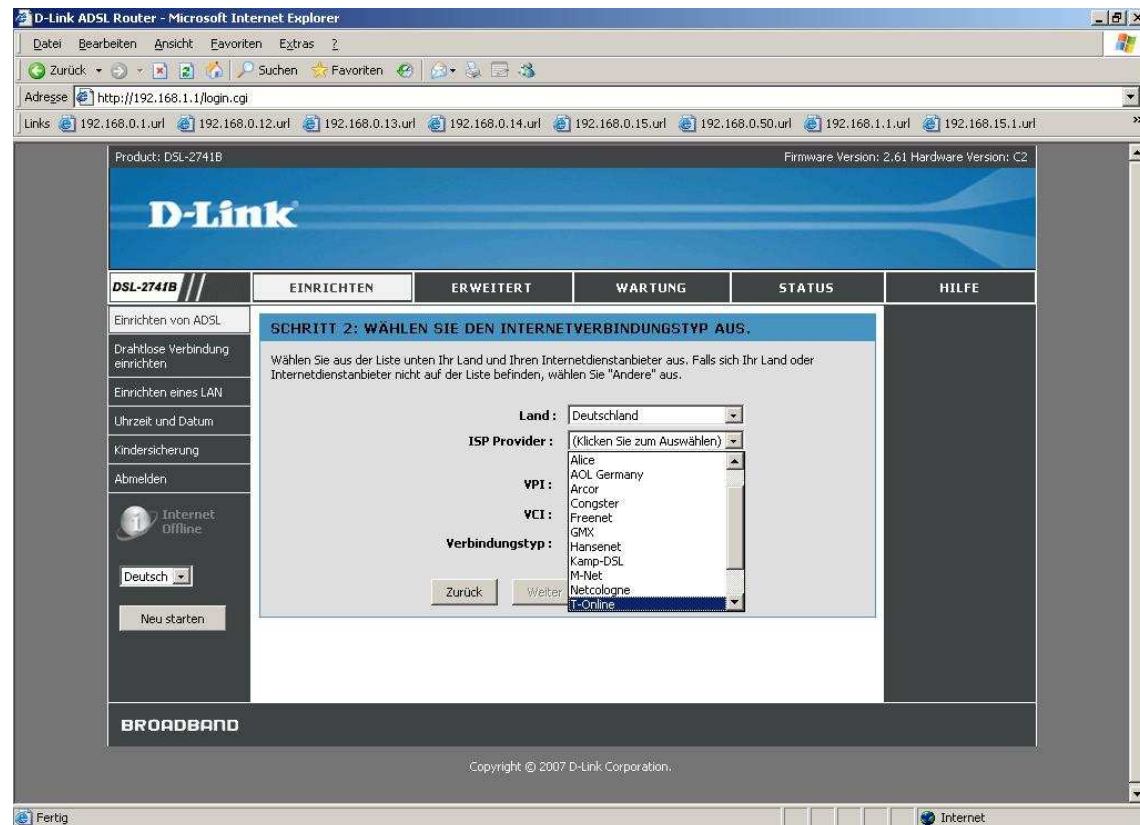 D-Link ADSL Router - Microsoft Internet Explorer
Datei Bearbeiten Ansicht Favoriten Extras ?
Zurück Suchen Favoriten
Adresse http://192.168.1.1/login.cgi
Links 192.168.0.1.url 192.168.0.12.url 192.168.0.13.url 192.168.0.14.url 192.168.0.15.url 192.168.0.50.url 192.168.1.1.url 192.168.15.1.url »
Product: DSL-2741B Firmware Version: 2.61 Hardware Version: C2
D-Link
DSL-2741B EINRICHTEN ERWEITERT WARTUNG STATUS HILFE
Einrichten von ADSL
Drahtlose Verbindung
einrichten
Einrichten eines LAN
Uhrzeit und Datum
Kindersicherung
Abmelden
Internet
Offline
Deutsch
Neu starten
SCHRITT 2: WÄHLEN SIE DEN INTERNETVERBINDUNGSTYP AUS.
Wählen Sie aus der Liste unten Ihr Land und Ihren Internetdienstanbieter aus. Falls sich Ihr Land oder
Internetdienstanbieter nicht auf der Liste befinden, wählen Sie "Andere" aus.
Land : Deutschland
ISP Provider : (Klicken Sie zum Auswählen)
Alice
AOL Germany
Arcor
Congster
Freenet
GMX
Hansenet
Kamp-DSL
M-Net
Netcologne
T-Online
VPI :
VCI :
Verbindungstyp :
Zurück Weiter
BROADBAND
Copyright © 2007 D-Link Corporation.
Fertig Internet